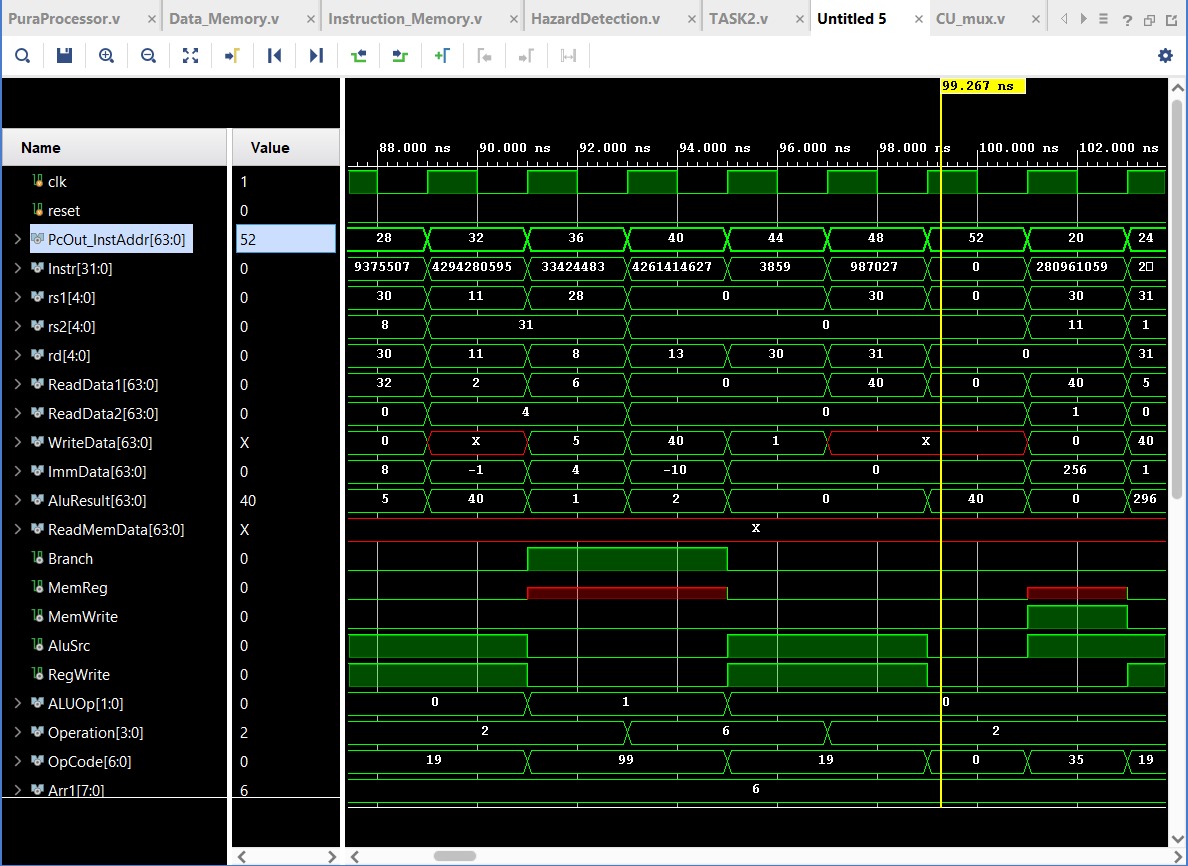 PuraProcessor.v × Data_Memory.v × Instruction_Memory.v × HazardDetection.v × TASK2.v × Untitled 5 × CU_mux.v ×
99.267 ns
Name Value 88.000 ns 90.000 ns 92.000 ns 94.000 ns 96.000 ns 98.000 ns 100.000 ns 102.000 ns
clk 1
reset 0
PcOut_InstAddr[63:0] 52 28 32 36 40 44 48 52 20 24
Instr[31:0] 0 9375507 4294280595 33424483 4261414627 3859 987027 0 280961059 2
rs1[4:0] 0 30 11 28 0 30 0 30 31
rs2[4:0] 0 8 31 0 11 1
rd[4:0] 0 30 11 8 13 30 31 0 31
ReadData1[63:0] 0 32 2 6 0 40 0 40 5
ReadData2[63:0] 0 0 4 0 1 0
WriteData[63:0] X 0 X 5 40 1 X 0 40
ImmData[63:0] 0 8 -1 4 -10 0 256 1
AluResult[63:0] 40 5 40 1 2 0 40 0 296
ReadMemData[63:0] X X
Branch 0
MemReg 0
MemWrite 0
AluSrc 0
RegWrite 0
ALUOp[1:0] 0 0 1 0
Operation[3:0] 2 2 6 2
OpCode[6:0] 0 19 99 19 0 35 19
Arr1[7:0] 6 6